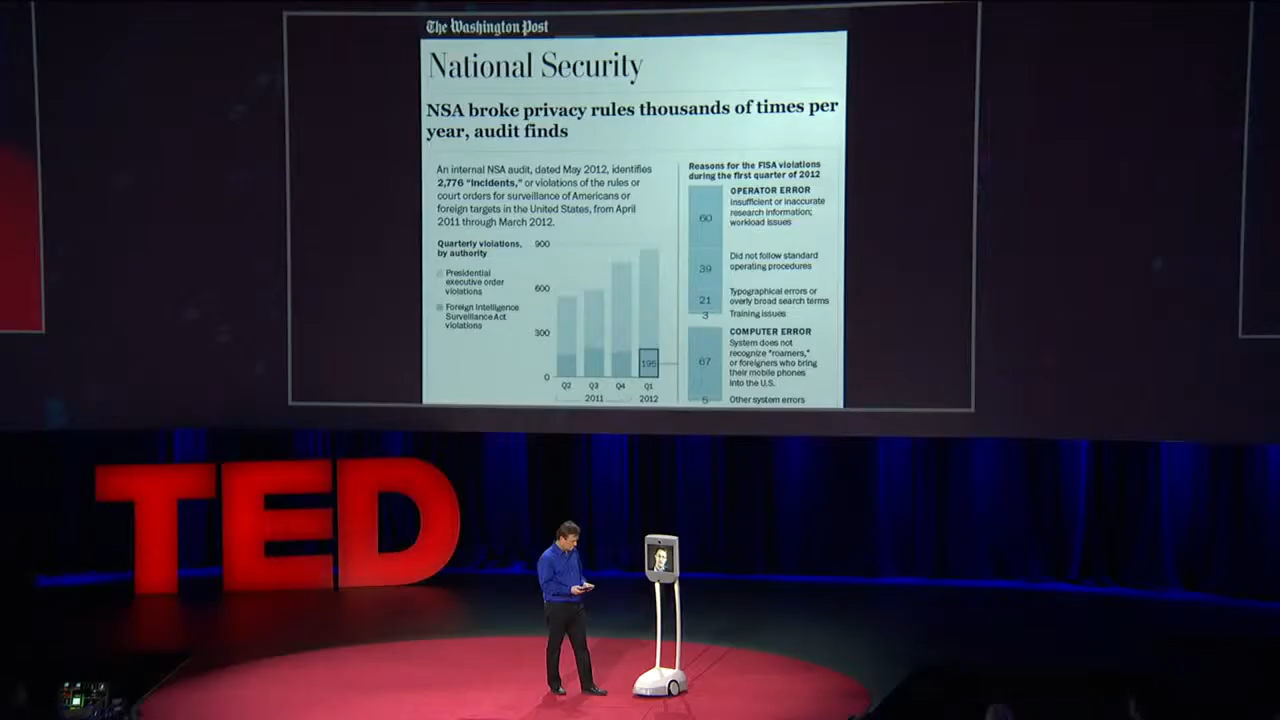 The Washington Post
National Security
NSA broke privacy rules thousands of times per
year, audit finds
An internal NSA audit, dated May 2012, identifies
2,776 "incidents," or violations of the rules or
court orders for surveillance of Americans or
foreign targets in the United States, from April
2011 through March 2012.
Quarterly violations,
by authority
Presidential
executive order
violations
Foreign Intelligence
Surveillance Act
violations
900
600
300
0
195
Q2
Q3
Q4
Q1
2011
2012
Reasons for the FISA violations
during the first quarter of 2012
60
OPERATOR ERROR
Insufficient or inaccurate
research information;
workload issues
39
Did not follow standard
operating procedures
21
Typographical errors or
overly broad search terms
3
Training issues
67
COMPUTER ERROR
System does not
recognize "roamers,"
or foreigners who bring
their mobile phones
into the U.S.
5
Other system errors
TED